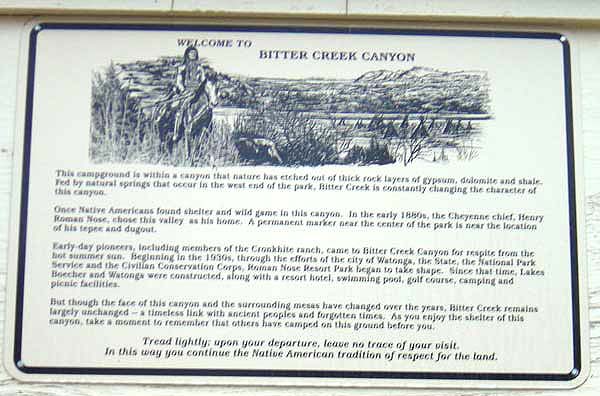 WELCOME TO
BITTER CREEK CANYON
This campground is within a canyon that nature has etched out of thick rock layers of gypsum, dolomite and shale.
Fed by natural springs that occur in the west end of the park, Bitter Creek is constantly changing the character of
this canyon.
Once Native Americans found shelter and wild game in this canyon. In the early 1880s, the Cheyenne chief, Henry
Roman Nose, chose this valley as his home. A permanent marker near the center of the park is near the location
of his tepee and dugout.
Early-day pioneers, including members of the Cronkhite ranch, came to Bitter Creek Canyon for respite from the
hot summer sun. Beginning in the 1930s, through the efforts of the city of Watonga, the State, the National Park
Service and the Civilian Conservation Corps, Roman Nose Resort Park began to take shape. Since that time, Lakes
Boecher and Watonga were constructed, along with a resort hotel, swimming pool, golf course, camping and
picnic facilities.
But though the face of this canyon and the surrounding mesas have changed over the years, Bitter Creek remains
largely unchanged -- a timeless link with ancient peoples and forgotten times. As you enjoy the shelter of this
canyon, take a moment to remember that others have camped on this ground before you.
Tread lightly; upon your departure, leave no trace of your visit.
In this way you continue the Native American tradition of respect for the land.